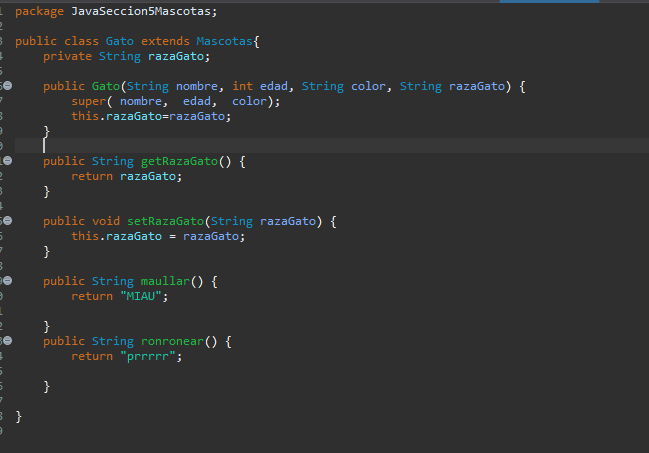 package JavaSeccion5Mascotas;
public class Gato extends Mascotas{
private String razaGato;
public Gato(String nombre, int edad, String color, String razaGato) {
super( nombre,  edad,  color);
this.razaGato=razaGato;
}
public String getRazaGato() {
return razaGato;
}
public void setRazaGato(String razaGato) {
this.razaGato = razaGato;
}
public String maullar() {
return "MIAU";
}
public String ronronear() {
return "prrrrr";
}
}